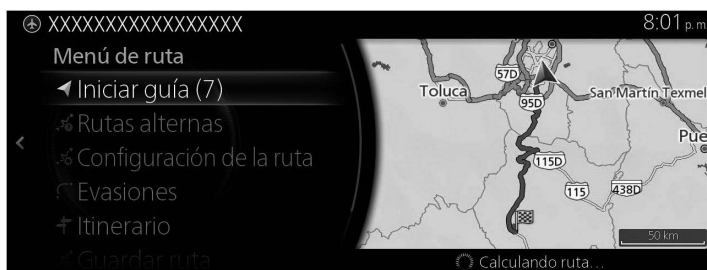 XXXXXXXXXXXXXXXXX
8:01 p. m.
Menú de ruta
Iniciar guía (7)
Rutas alternas
Configuración de la ruta
Evasiones
Itinerario
Guardar ruta
57D
Toluca
95D
San Martín Texmel
Pue
115D
115
438D
50 km
Calculando ruta...